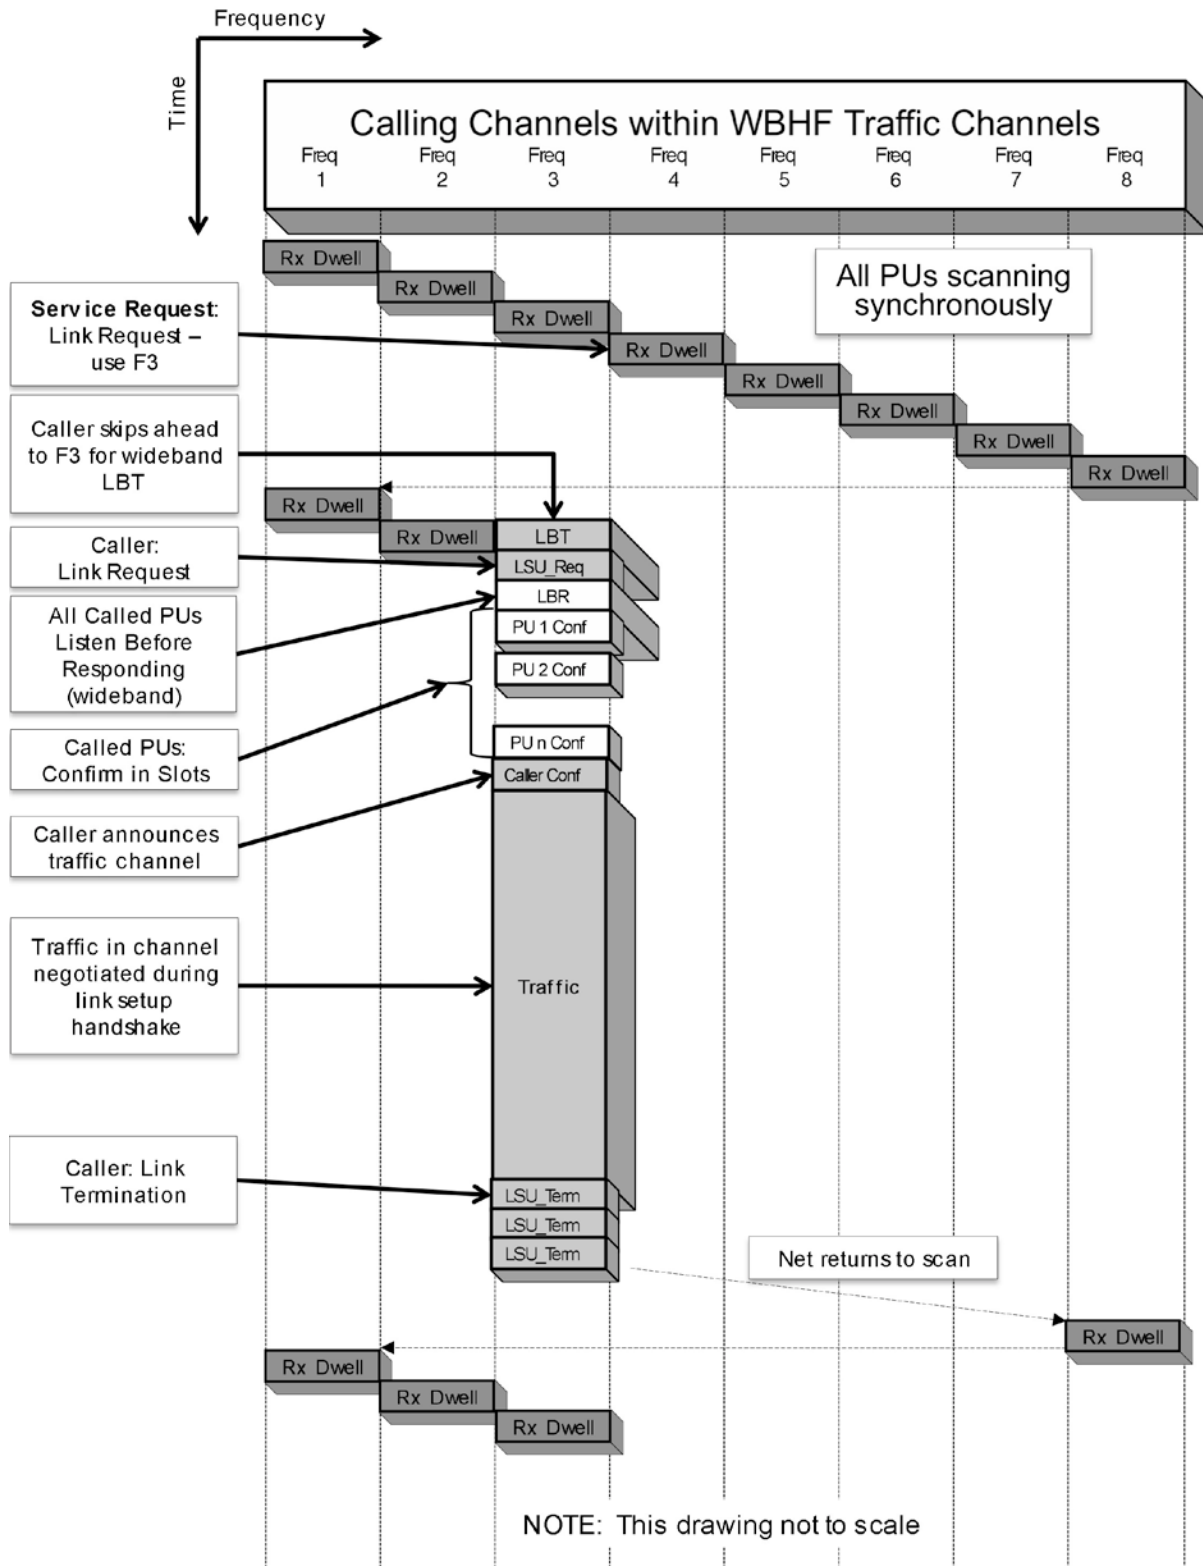 Frequency
Time
Calling Channels within WBHF Traffic Channels
Freq Freq Freq Freq Freq Freq Freq Freq
1 2 3 4 5 6 7 8
Rx Dwell
Rx Dwell
Rx Dwell
Rx Dwell
Rx Dwell
Rx Dwell
Rx Dwell
Rx Dwell
All PUs scanning
synchronously
Service Request:
Link Request –
use F3
Caller skips ahead
to F3 for wideband
LBT
Rx Dwell
Rx Dwell
LBT
Caller:
Link Request
LSU_Req
All Called PUs
Listen Before
Responding
(wideband)
LBR
PU 1 Conf
PU 2 Conf
Called PUs:
Confirm in Slots
PU n Conf
Caller Conf
Caller announces
traffic channel
Traffic in channel
negotiated during
link setup
handshake
Traffic
Caller: Link
Termination
LSU_Term
LSU_Term
LSU_Term
Net returns to scan
Rx Dwell
Rx Dwell
Rx Dwell
Rx Dwell
NOTE: This drawing not to scale